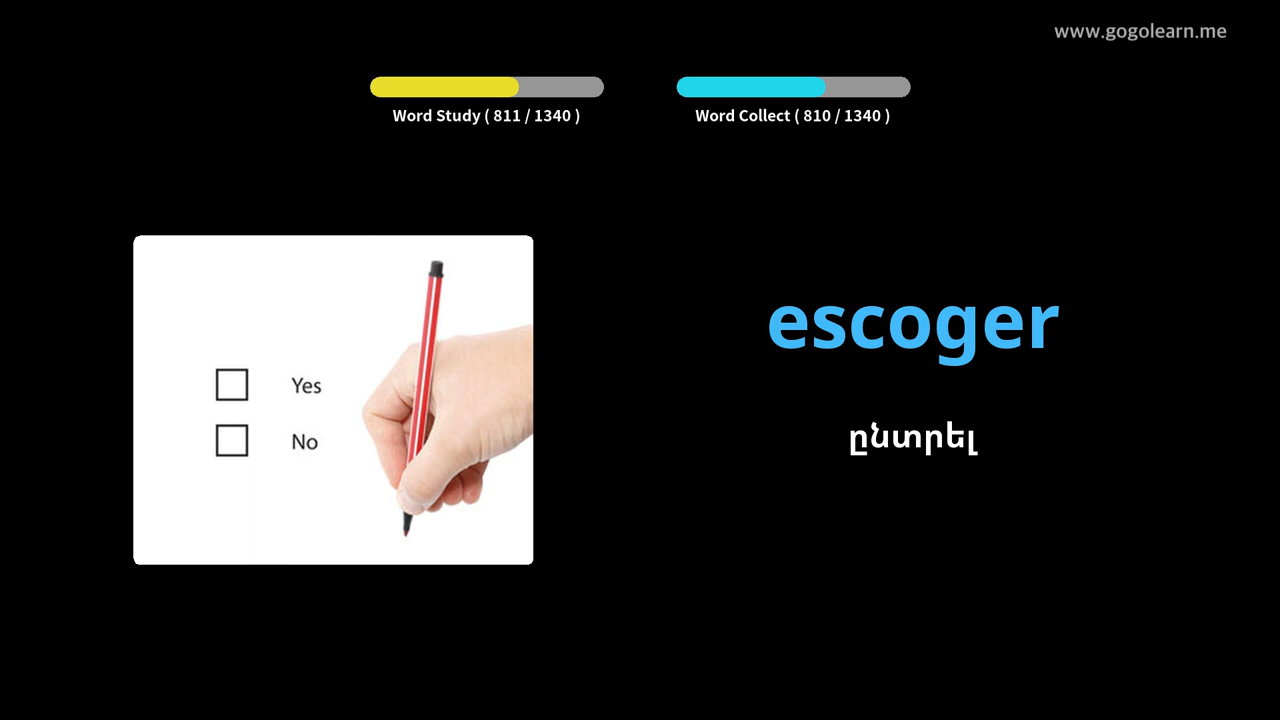 www.gogolearn.me
Word Study ( 811 / 1340 )
Word Collect ( 810 / 1340 )
Yes
No
escoger
ընտրել